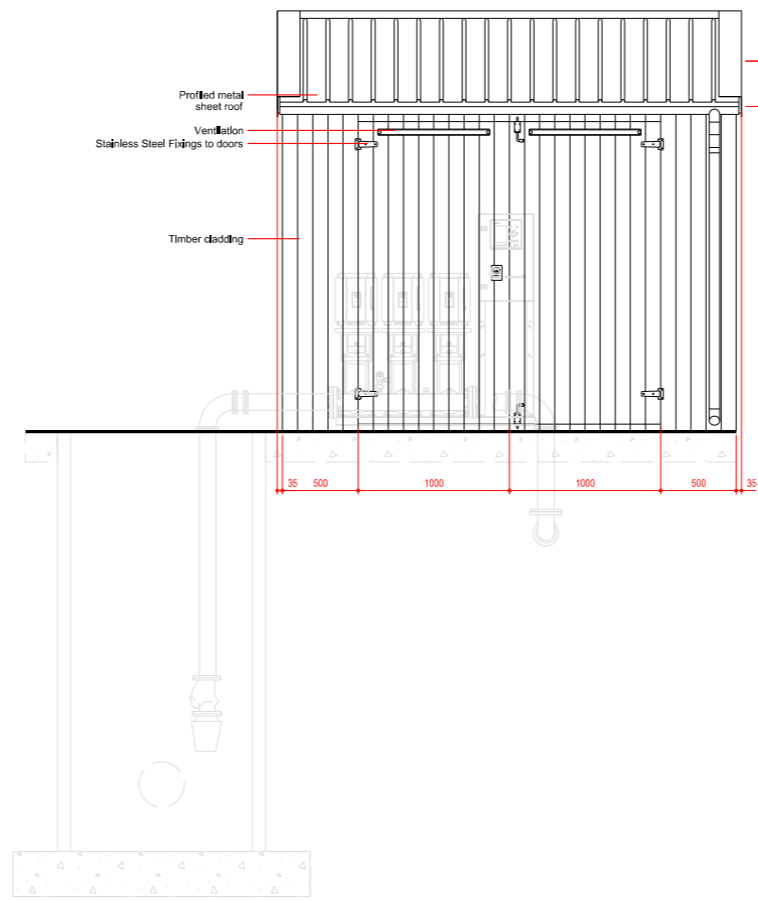 Profiled metal
sheet roof
Ventilation
Stainless Steel Fixings to doors
Timber cladding
35 500 1000 1000 500 35